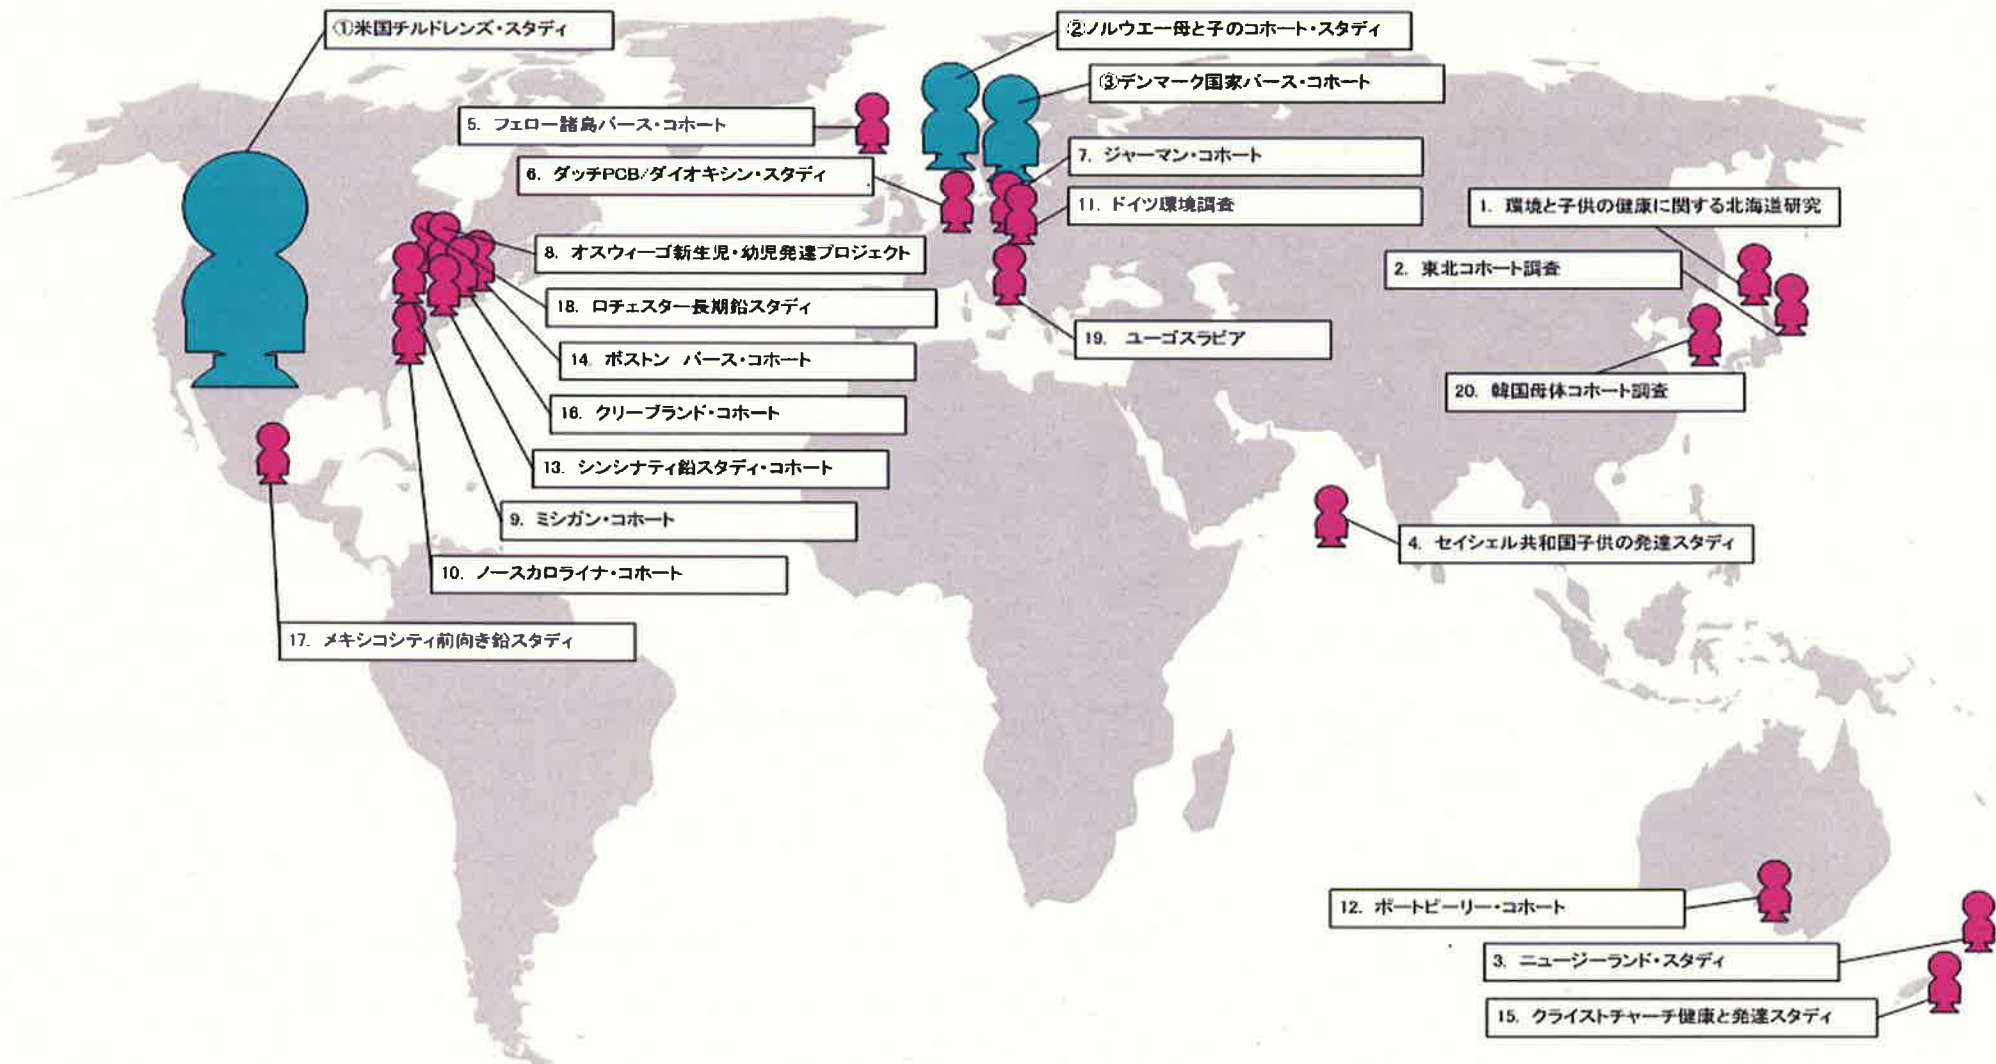 ①米国チルドレンズ・スタディ
②ノルウエー母と子のコホート・スタディ
③デンマーク国家バース・コホート
5. フェロー諸島バース・コホート
7. ジャーマン・コホート
6. ダッチPCB/ダイオキシン・スタディ
11. ドイツ環境調査
1. 環境と子供の健康に関する北海道研究
8. オスウィーゴ新生児・幼児発達プロジェクト
2. 東北コホート調査
18. ロチェスター長期鉛スタディ
19. ユーゴスラビア
14. ボストン バース・コホート
20.韓国母体コホート調査
16. クリーブランド・コホート
13. シンシナティ鉛スタディ・コホート
9. ミシガン・コホート
4. セイシェル共和国子供の発達スタディ
10. ノースカロライナ・コホート
17. メキシコシティ前向き鉛スタディ
12. ポートピーリー・コホート
3. ニュージーランド・スタディ
15. クライストチャーチ健康と発達スタディ